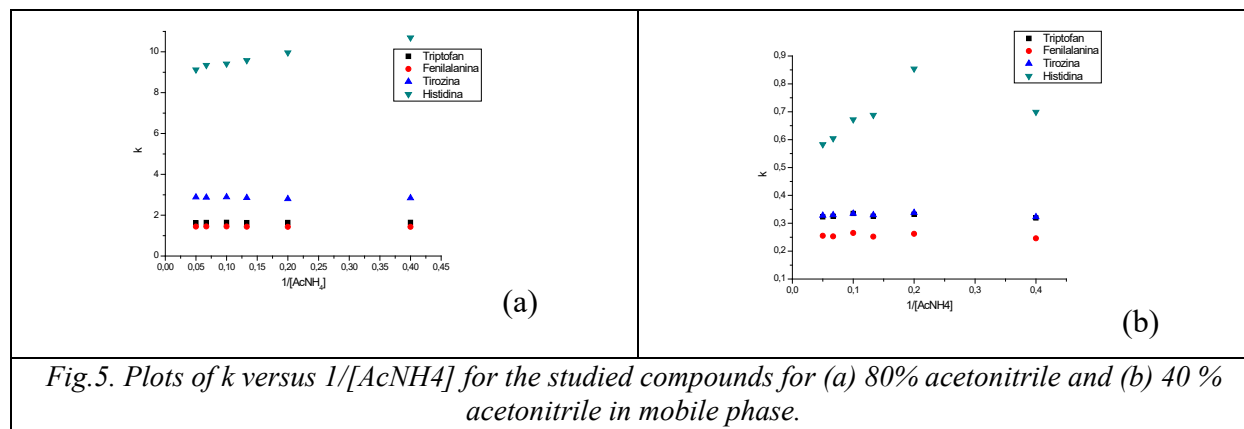 10
8
6
4
2
0
k
0,00 0,05 0,10 0,15 0,20 0,25 0,30 0,35 0,40 0,45
1/[AcNH₄]
Triptofan
Fenilalanina
Tirozina
Histidina
(a)
0,9
0,8
0,7
0,6
0,5
0,4
0,3
0,2
0,1
k
0,0 0,1 0,2 0,3 0,4
1/[AcNH4]
Triptofan
Fenilalanina
Tirozina
Histidina
(b)
Fig.5. Plots of k versus 1/[AcNH4] for the studied compounds for (a) 80% acetonitrile and (b) 40 %
acetonitrile in mobile phase.